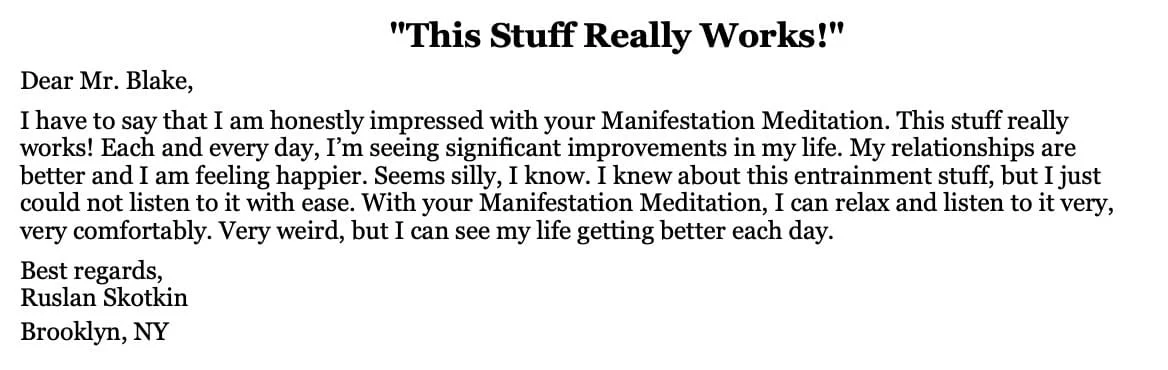 "This Stuff Really Works!"
Dear Mr. Blake,
I have to say that I am honestly impressed with your Manifestation Meditation. This stuff really
works! Each and every day, I’m seeing significant improvements in my life. My relationships are
better and I am feeling happier. Seems silly, I know. I knew about this entrainment stuff, but I just
could not listen to it with ease. With your Manifestation Meditation, I can relax and listen to it very,
very comfortably. Very weird, but I can see my life getting better each day.
Best regards,
Ruslan Skotkin
Brooklyn, NY